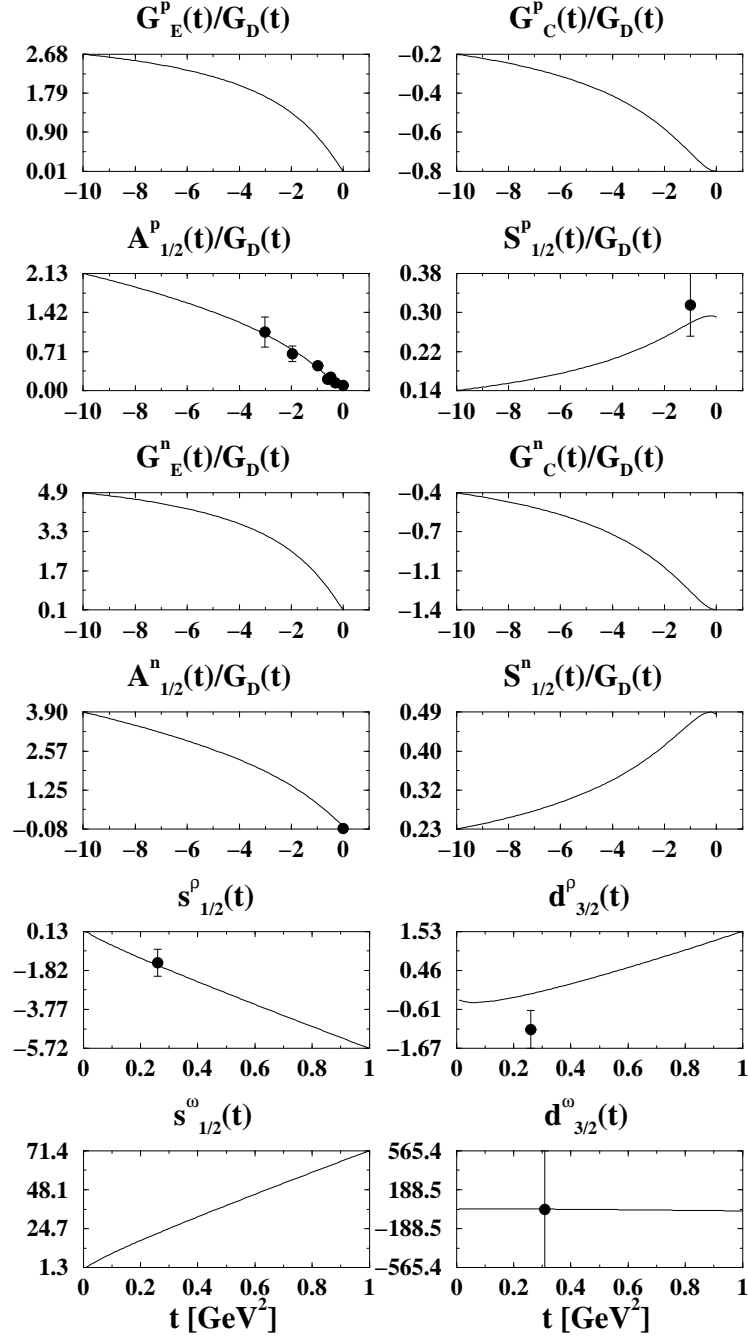 G^p_E(t)/G_D(t) G^p_C(t)/G_D(t)
2.68 −0.2
1.79 −0.4
0.90 −0.6
0.01 −0.8
−10 −8 −6 −4 −2 0 −10 −8 −6 −4 −2 0
A^p_1/2(t)/G_D(t) S^p_1/2(t)/G_D(t)
2.13 0.38
1.42 0.30
0.71 0.22
0.00 0.14
−10 −8 −6 −4 −2 0 −10 −8 −6 −4 −2 0
G^n_E(t)/G_D(t) G^n_C(t)/G_D(t)
4.9 −0.4
3.3 −0.7
1.7 −1.1
0.1 −1.4
−10 −8 −6 −4 −2 0 −10 −8 −6 −4 −2 0
A^n_1/2(t)/G_D(t) S^n_1/2(t)/G_D(t)
3.90 0.49
2.57 0.40
1.25 0.32
−0.08 0.23
−10 −8 −6 −4 −2 0 −10 −8 −6 −4 −2 0
s^ρ_1/2(t) d^ρ_3/2(t)
0.13 1.53
−1.82 0.46
−3.77 −0.61
−5.72 −1.67
0 0.2 0.4 0.6 0.8 1 0 0.2 0.4 0.6 0.8 1
s^ω_1/2(t) d^ω_3/2(t)
71.4 565.4
48.1 188.5
24.7 −188.5
1.3 −565.4
0 0.2 0.4 0.6 0.8 1 0 0.2 0.4 0.6 0.8 1
t [GeV²] t [GeV²]